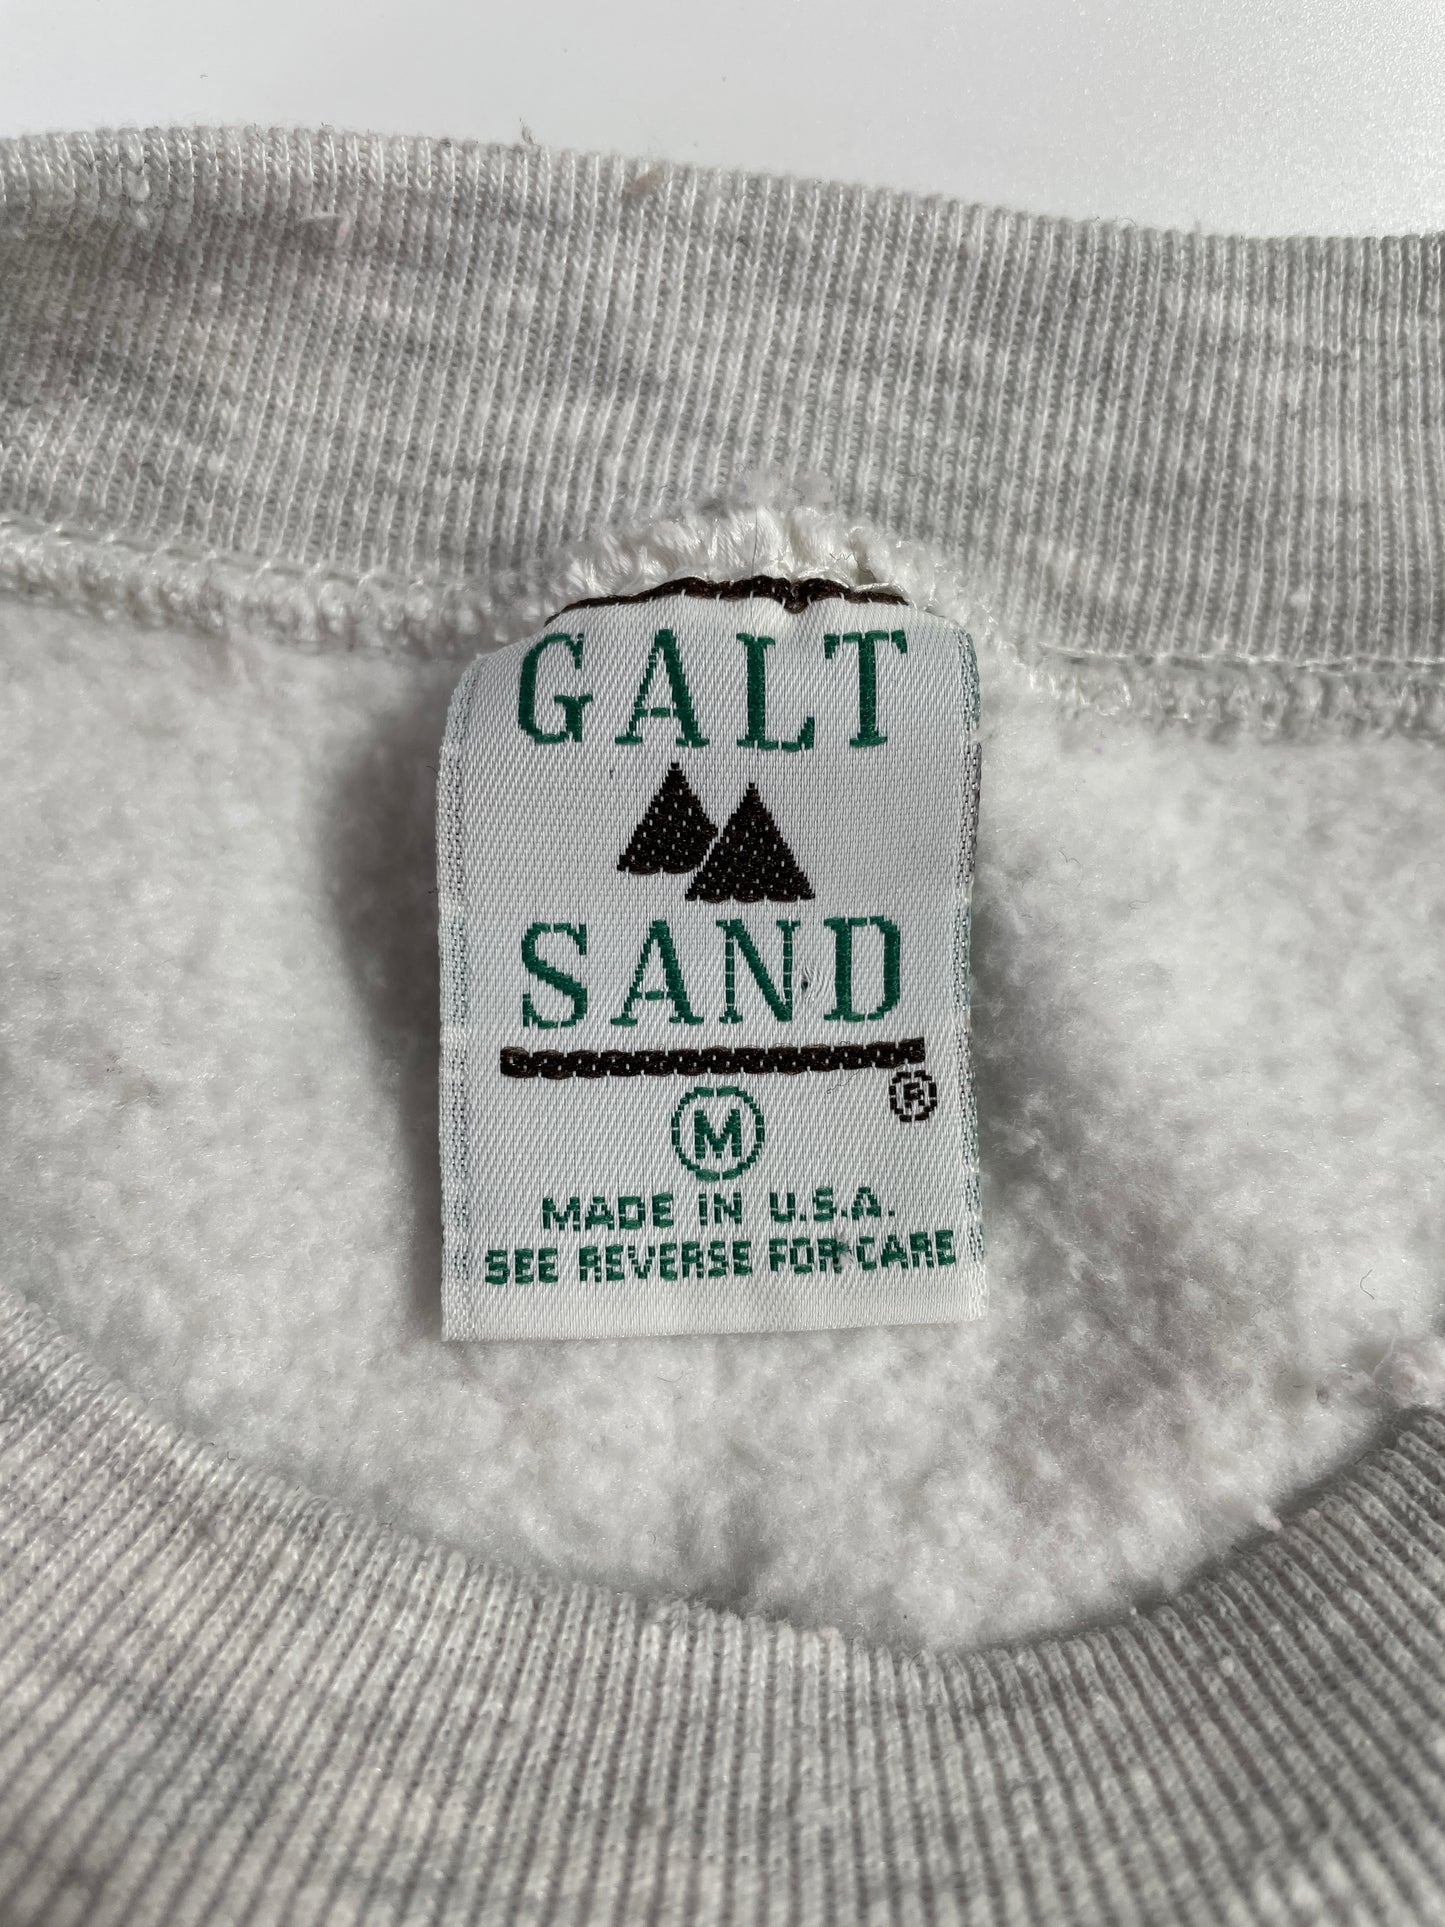 GALT
SAND
®
M
MADE IN U.S.A.
SEE REVERSE FOR CARE